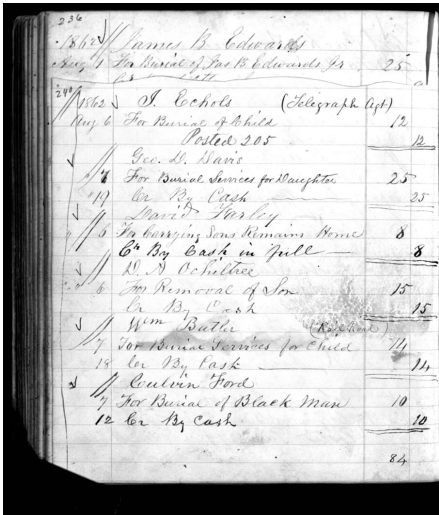 236
1862 James B. Edwards
Aug 1 For Burial of Jas B Edwards Jr 25
240
1862 J. Echols (Telegraph Agt)
Aug 6 For Burial of Child 12
Posted 205 12
Geo. D. Davis
" 6 For Burial Services for Daughter 25
" 19 Cr By Cash 25
David Farley
" 6 For Carrying Sons Remains Home 8
Cr By Cash in full 8
D. A Ochiltree
" 6 For Removal of Son 15
Cr By Cash 15
Wm Butler
7 For Burial Services for Child 14
18 Cr By Cash 14
Culvin Ford
7 For Burial of Black Man 10
12 Cr By Cash 10
84